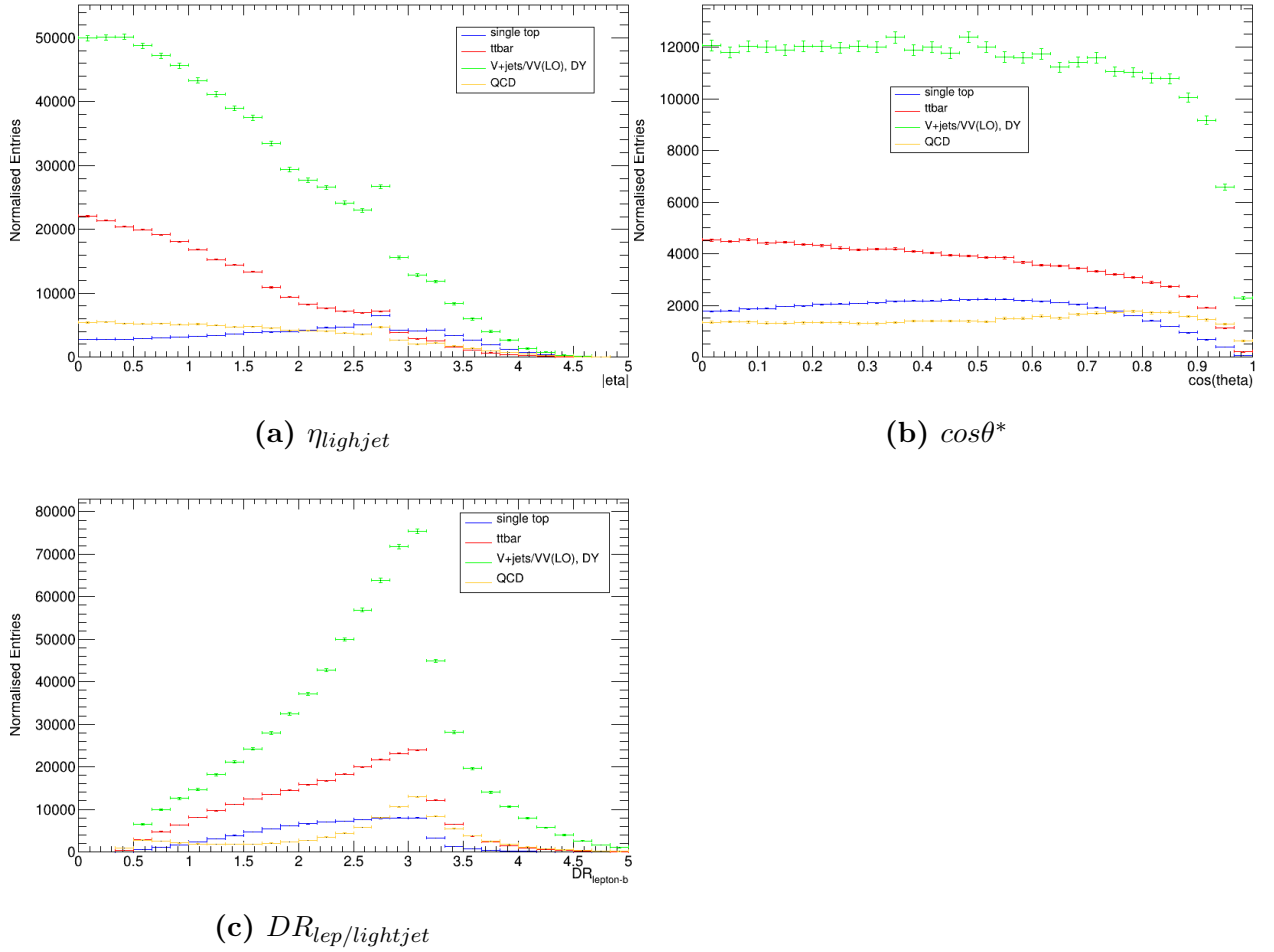 Normalised Entries
50000
40000
30000
20000
10000
0
single top
ttbar
V+jets/VV(LO), DY
QCD
0 0.5 1 1.5 2 2.5 3 3.5 4 4.5 5
|eta|
(a) η_lighjet
Normalised Entries
12000
10000
8000
6000
4000
2000
0
single top
ttbar
V+jets/VV(LO), DY
QCD
0 0.1 0.2 0.3 0.4 0.5 0.6 0.7 0.8 0.9 1
cos(theta)
(b) cosθ*
Normalised Entries
80000
70000
60000
50000
40000
30000
20000
10000
0
single top
ttbar
V+jets/VV(LO), DY
QCD
0 0.5 1 1.5 2 2.5 3 3.5 4 4.5 5
DR_lepton-b
(c) DR_lep/lightjet